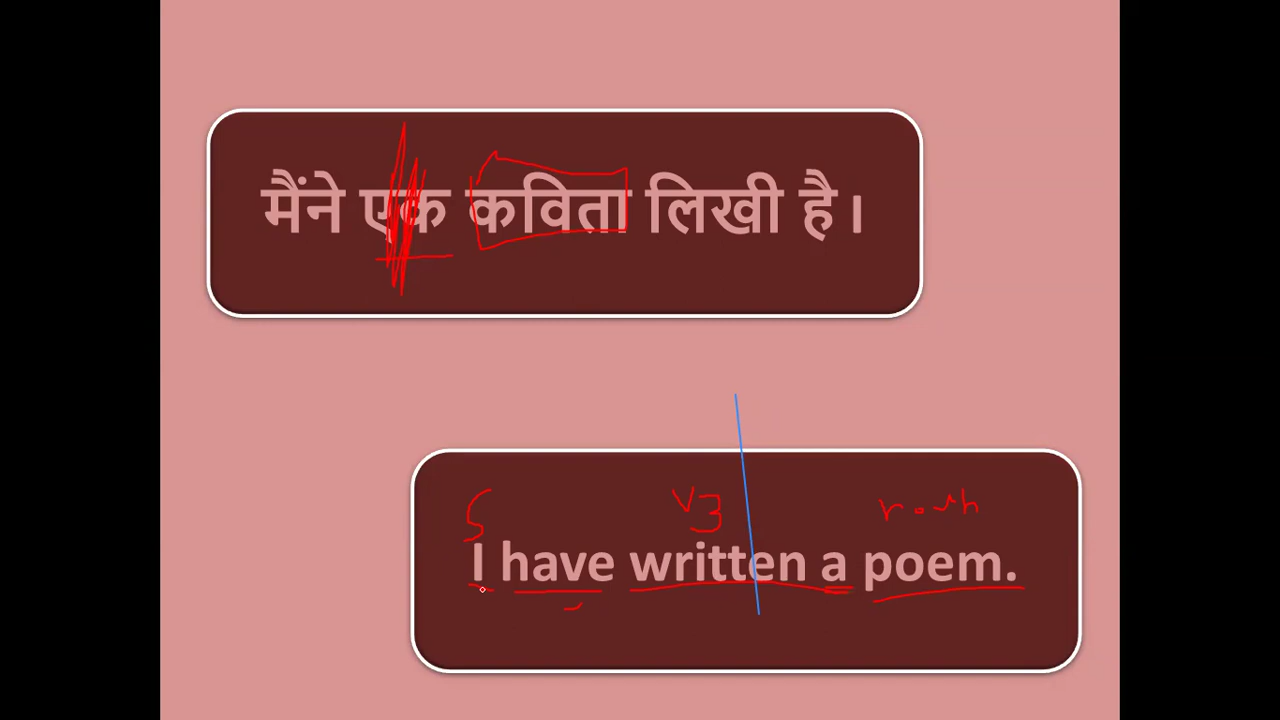 मैंने एक कविता लिखी है।
S V3
I have written a poem.